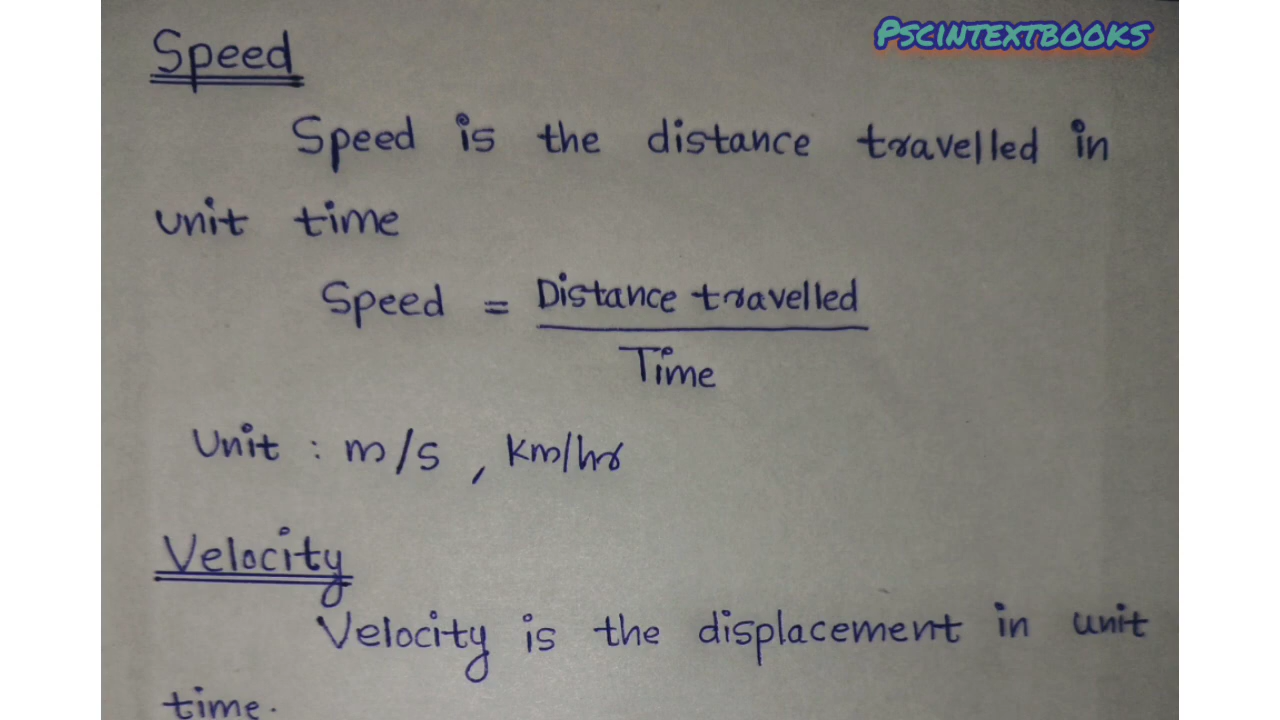 PSCINTEXTBOOKS
Speed
Speed is the distance travelled in
unit time
Speed = Distance travelled
Time
Unit : m/s , km/hr
Velocity
Velocity is the displacement in unit
time.